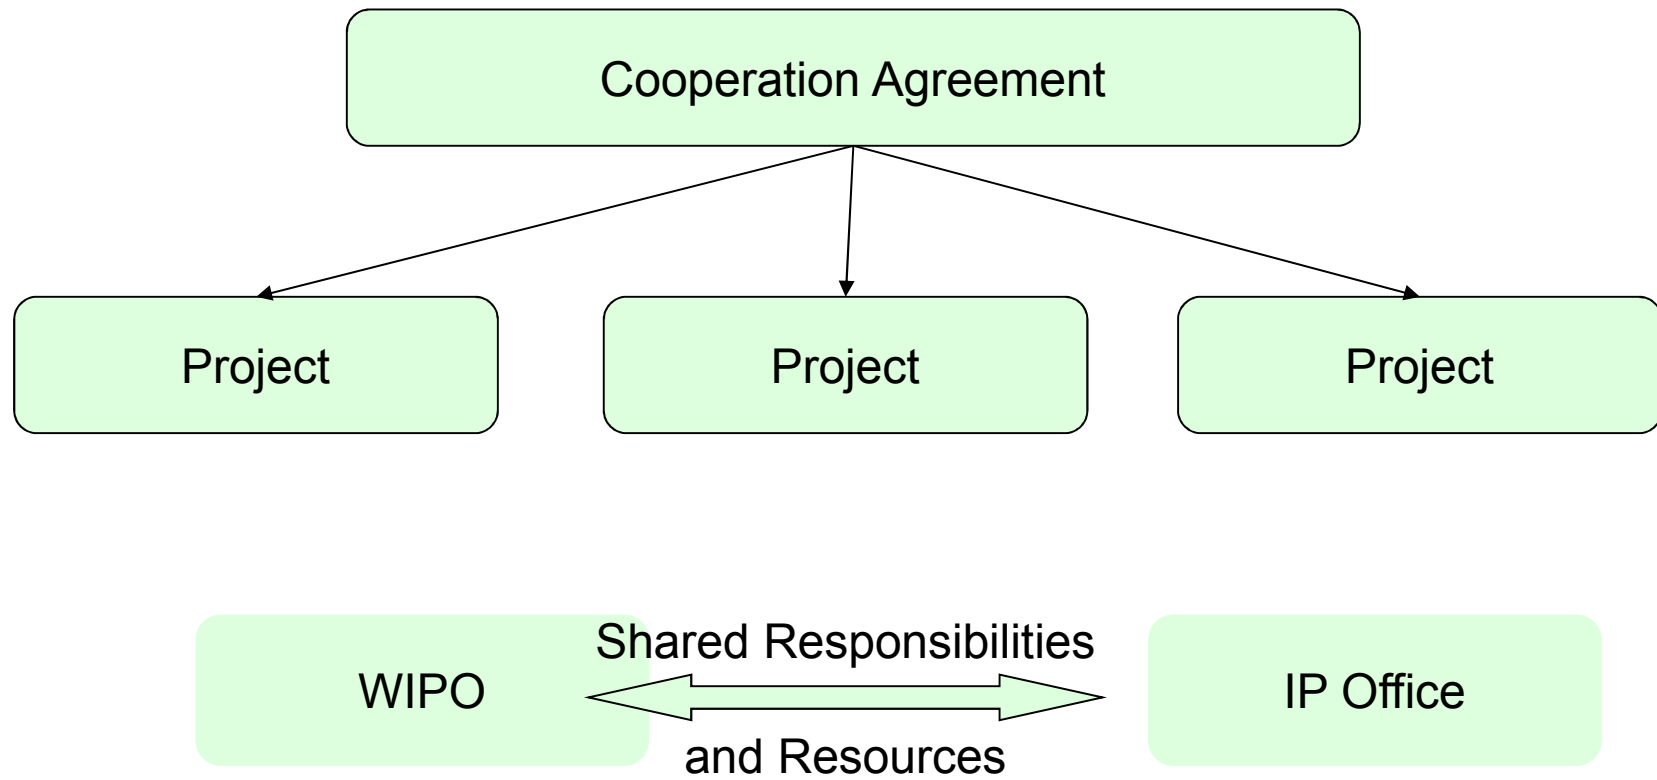 Cooperation Agreement
Project
Project
Project
Shared Responsibilities
WIPO
IP Office
and Resources